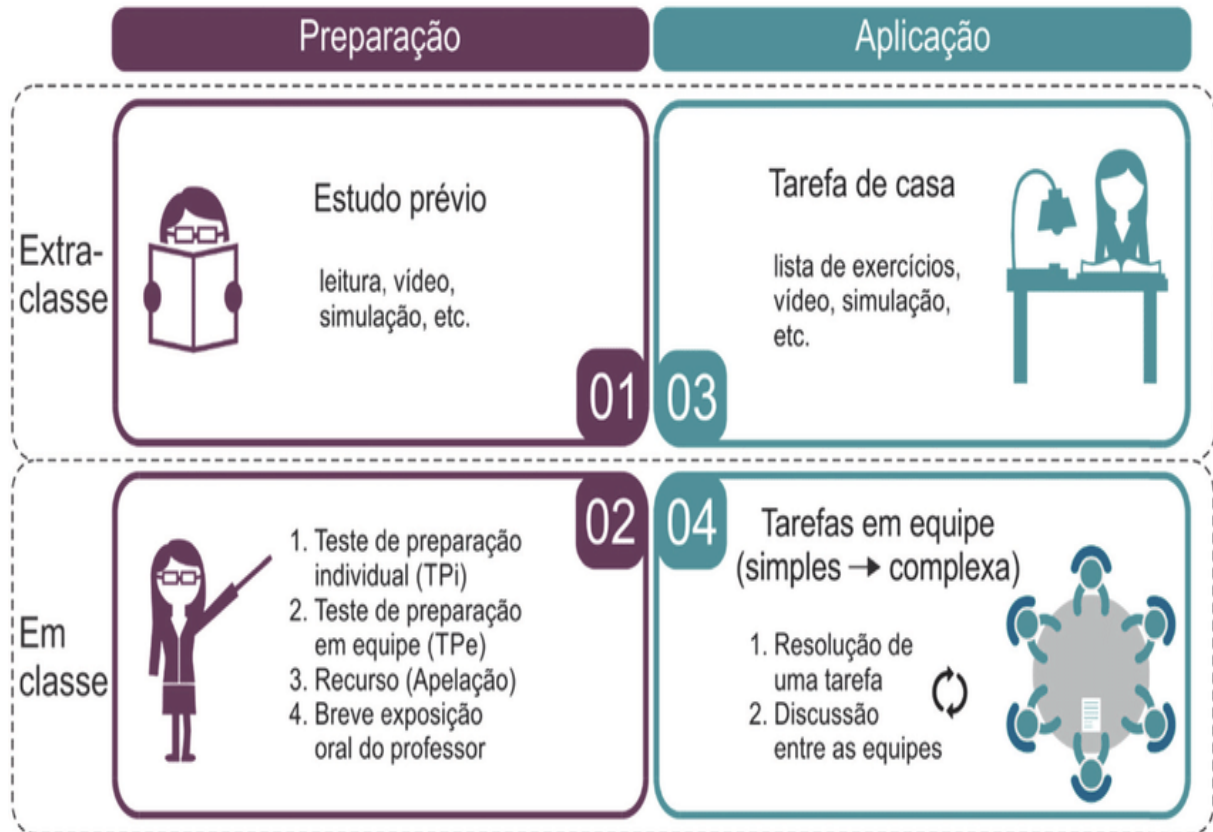 Preparação
Aplicação
Extra-
classe
Estudo prévio
leitura, vídeo,
simulação, etc.
01
Tarefa de casa
lista de exercícios,
vídeo, simulação,
etc.
03
Em
classe
02
1. Teste de preparação
individual (TPi)
2. Teste de preparação
em equipe (TPe)
3. Recurso (Apelação)
4. Breve exposição
oral do professor
04
Tarefas em equipe
(simples → complexa)
1. Resolução de
uma tarefa
2. Discussão
entre as equipes